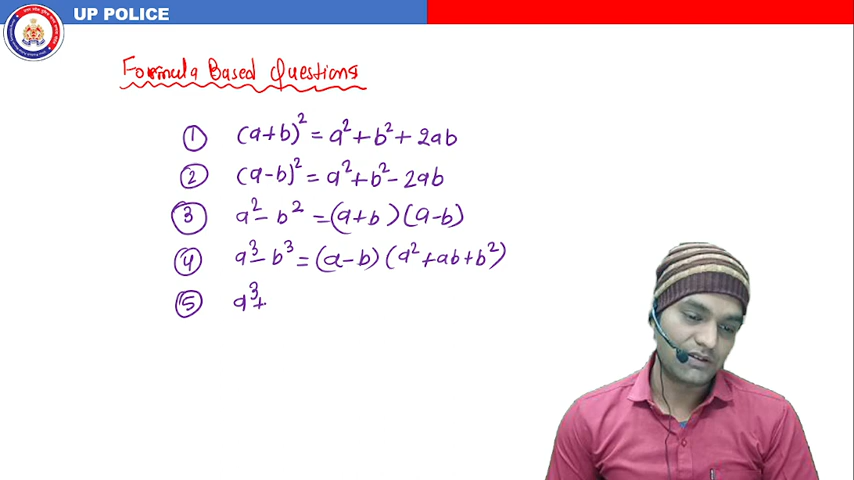 UP POLICE
Formula Based Questions
① (a+b)² = a² + b² + 2ab
② (a-b)² = a² + b² - 2ab
③ a² - b² = (a+b)(a-b)
④ a³ - b³ = (a-b)(a² + ab + b²)
⑤ a³+